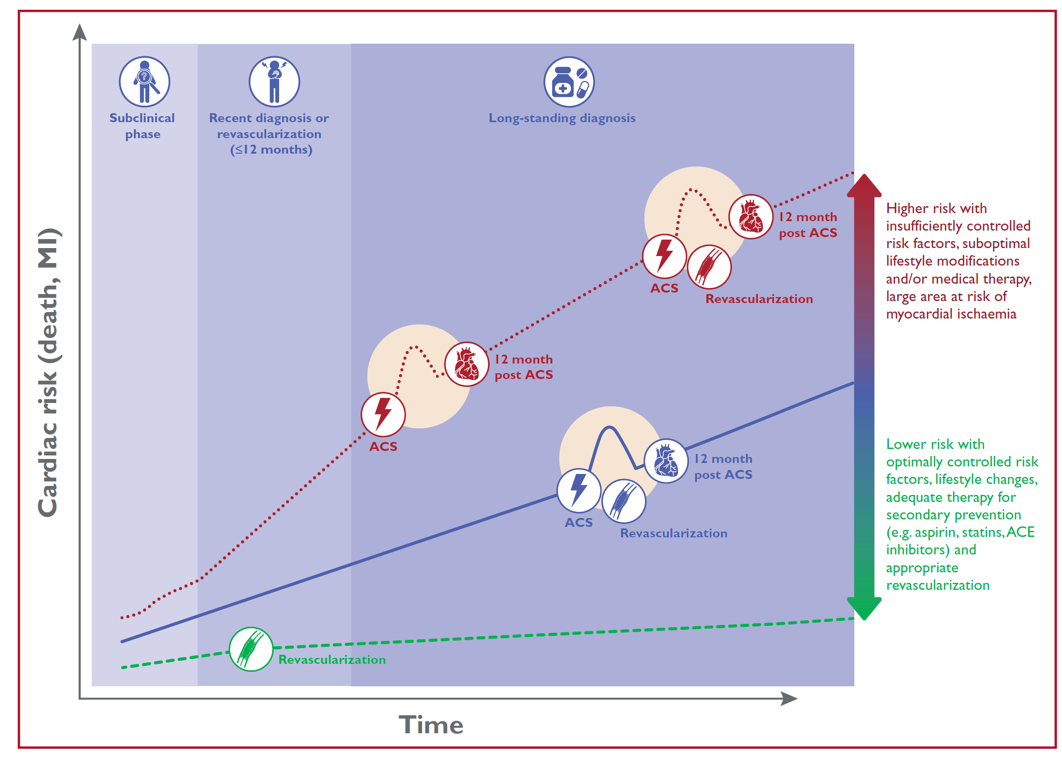 Subclinical
phase
Recent diagnosis or
revascularization
(≤12 months)
Long-standing diagnosis
Cardiac risk (death, MI)
12 month
post ACS
ACS
Revascularization
Higher risk with
insufficiently controlled
risk factors, suboptimal
lifestyle modifications
and/or medical therapy,
large area at risk of
myocardial ischaemia
12 month
post ACS
ACS
12 month
post ACS
ACS
Revascularization
Lower risk with
optimally controlled risk
factors, lifestyle changes,
adequate therapy for
secondary prevention
(e.g. aspirin, statins, ACE
inhibitors) and
appropriate
revascularization
Revascularization
Time